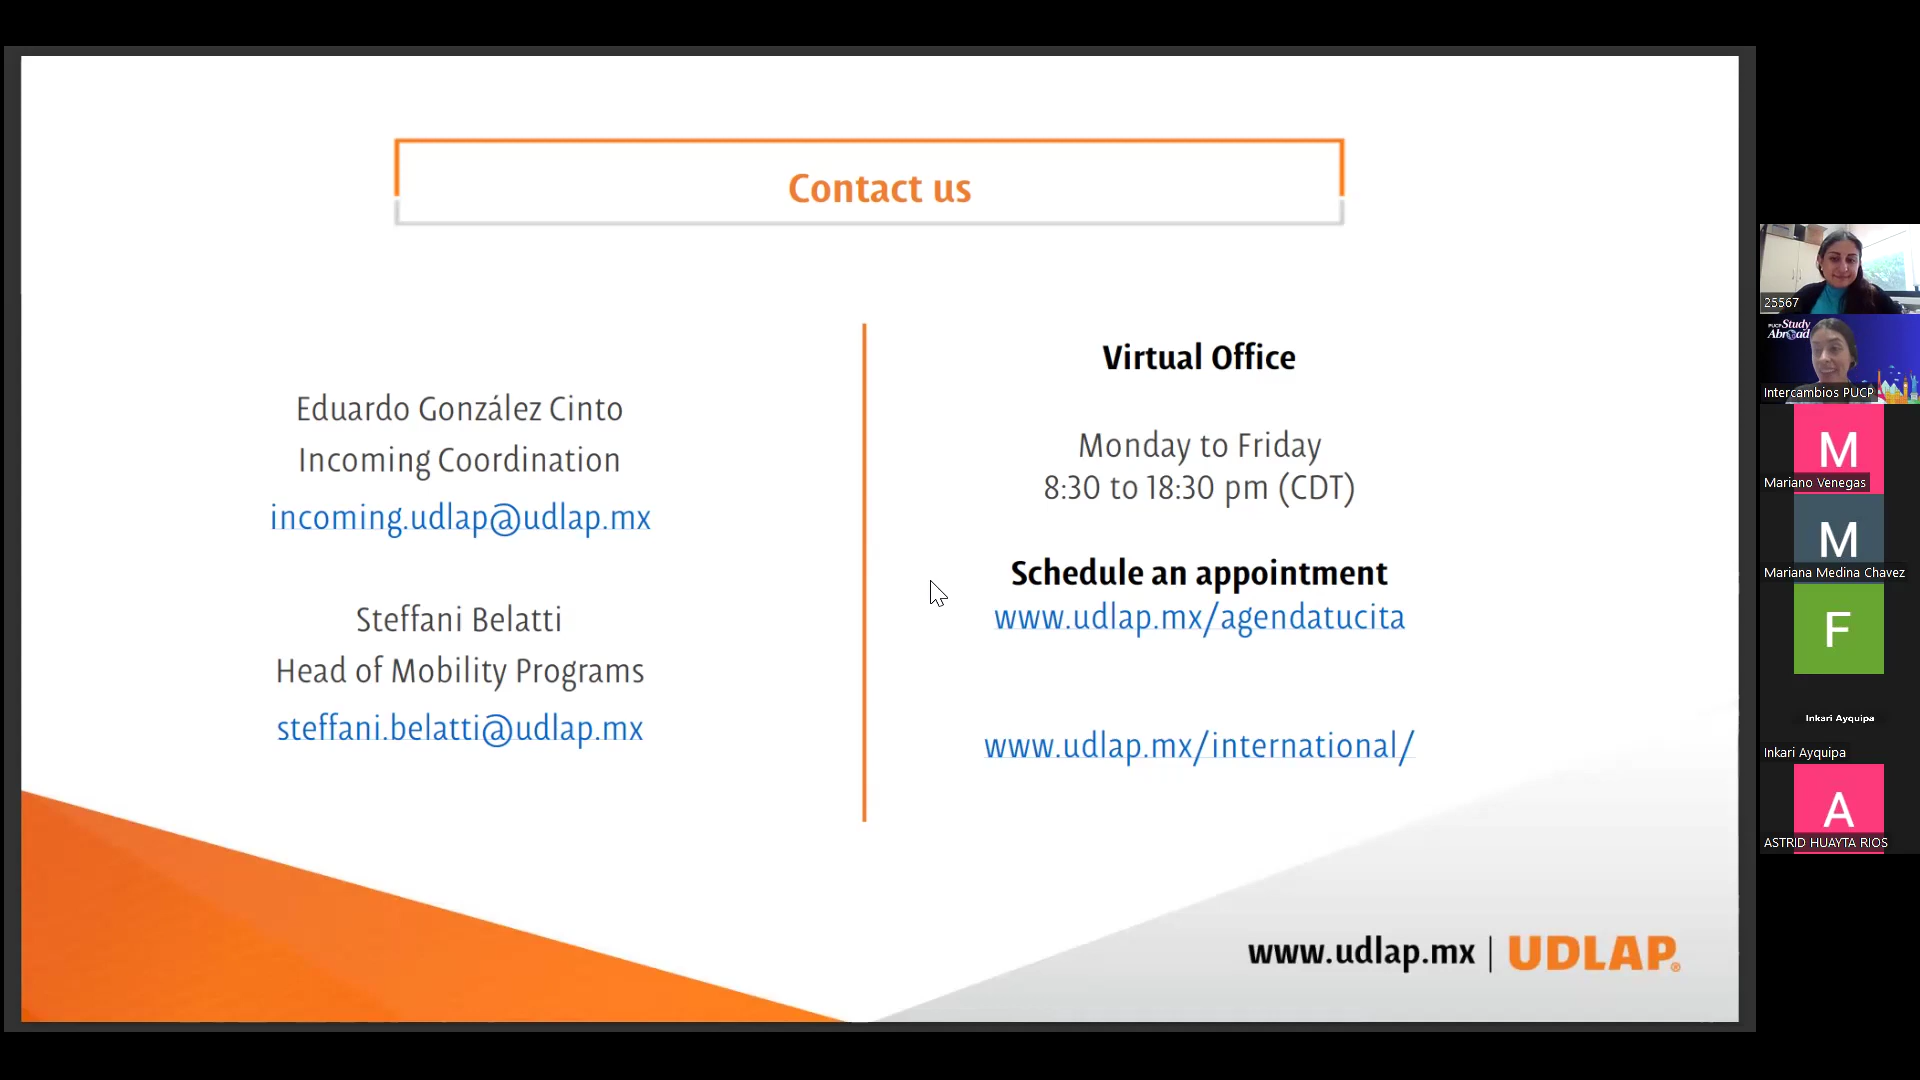 Contact us
Eduardo González Cinto
Incoming Coordination
incoming.udlap@udlap.mx
Steffani Belatti
Head of Mobility Programs
steffani.belatti@udlap.mx
Virtual Office
Monday to Friday
8:30 to 18:30 pm (CDT)
Schedule an appointment
www.udlap.mx/agendatucita
www.udlap.mx/international/
www.udlap.mx | UDLAP®
25567
PUCP Study
Abroad
Intercambios PUCP
M
Mariano Venegas
M
Mariana Medina Chavez
F
Inkari Ayquipa
Inkari Ayquipa
A
ASTRID HUAYTA RIOS